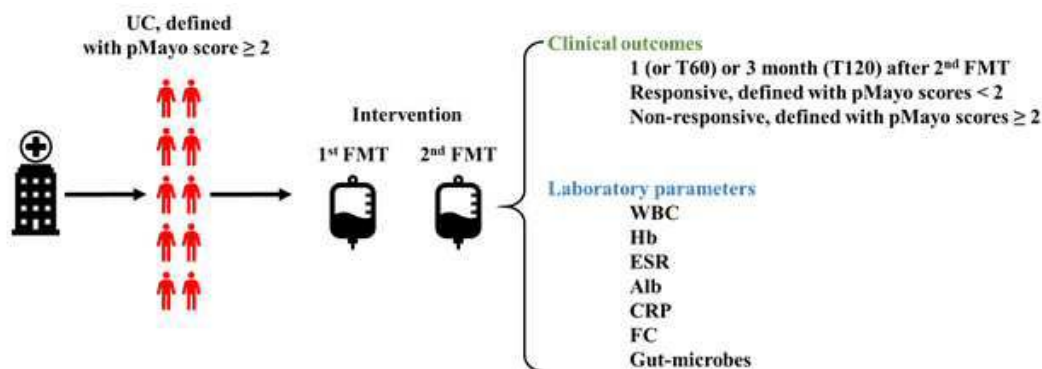 UC, defined
with pMayo score ≥ 2
Intervention
1st FMT
2nd FMT
Clinical outcomes
1 (or T60) or 3 month (T120) after 2nd FMT
Responsive, defined with pMayo scores < 2
Non-responsive, defined with pMayo scores ≥ 2
Laboratory parameters
WBC
Hb
ESR
Alb
CRP
FC
Gut-microbes